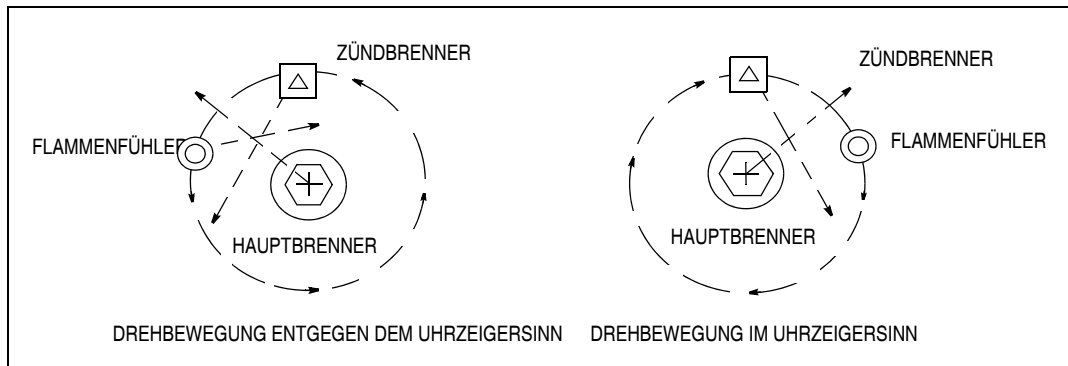 ZÜNDBRENNER
FLAMMENFÜHLER
HAUPTBRENNER
DREHBEWEGUNG ENTGEGEN DEM UHRZEIGERSINN
ZÜNDBRENNER
FLAMMENFÜHLER
HAUPTBRENNER
DREHBEWEGUNG IM UHRZEIGERSINN